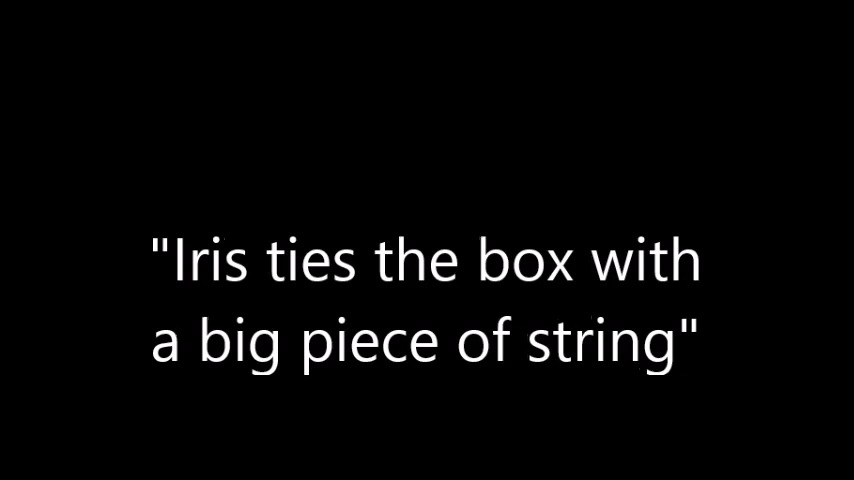 "Iris ties the box with
a big piece of string"